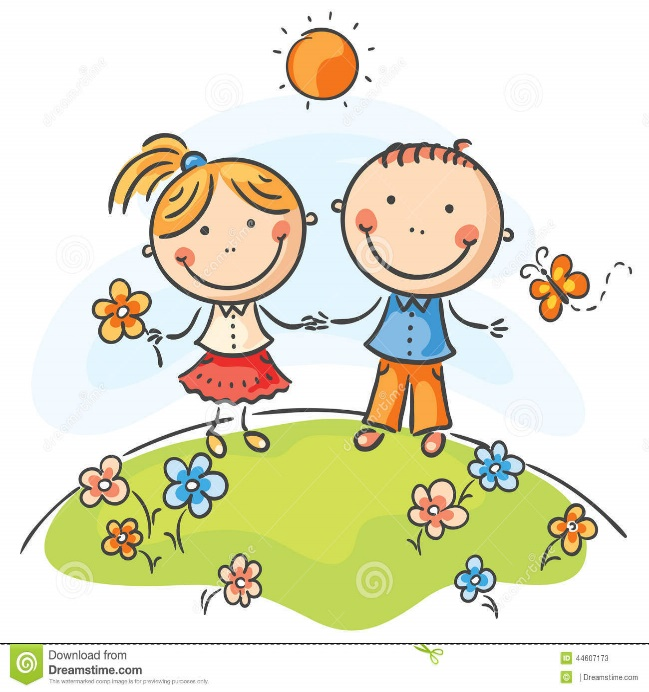 Download from
Dreamstime.com
This watermarked comp image is for previewing purposes only.
ID 44607173
© | Dreamstime.com